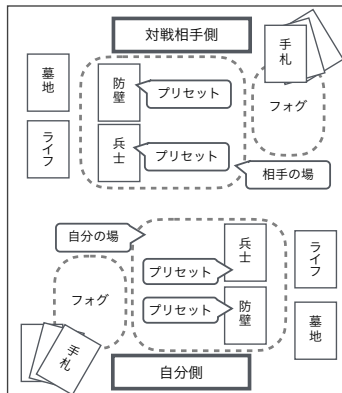 対戦相手側
手札
墓地
防壁
プリセット
フォグ
ライフ
兵士
プリセット
相手の場
自分の場
兵士
ライフ
プリセット
フォグ
プリセット
防壁
墓地
手札
自分側